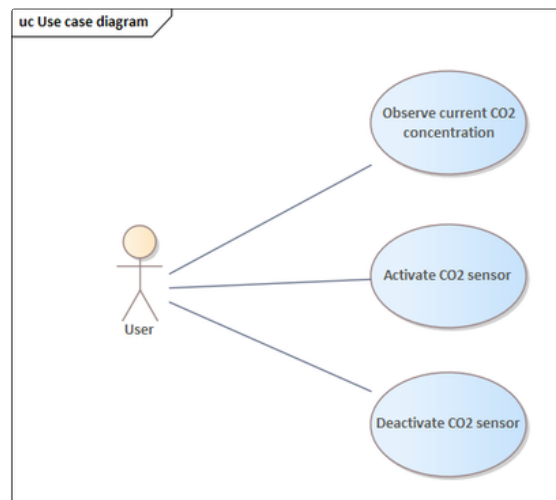 uc Use case diagram
Observe current CO2
concentration
Activate CO2 sensor
User
Deactivate CO2 sensor